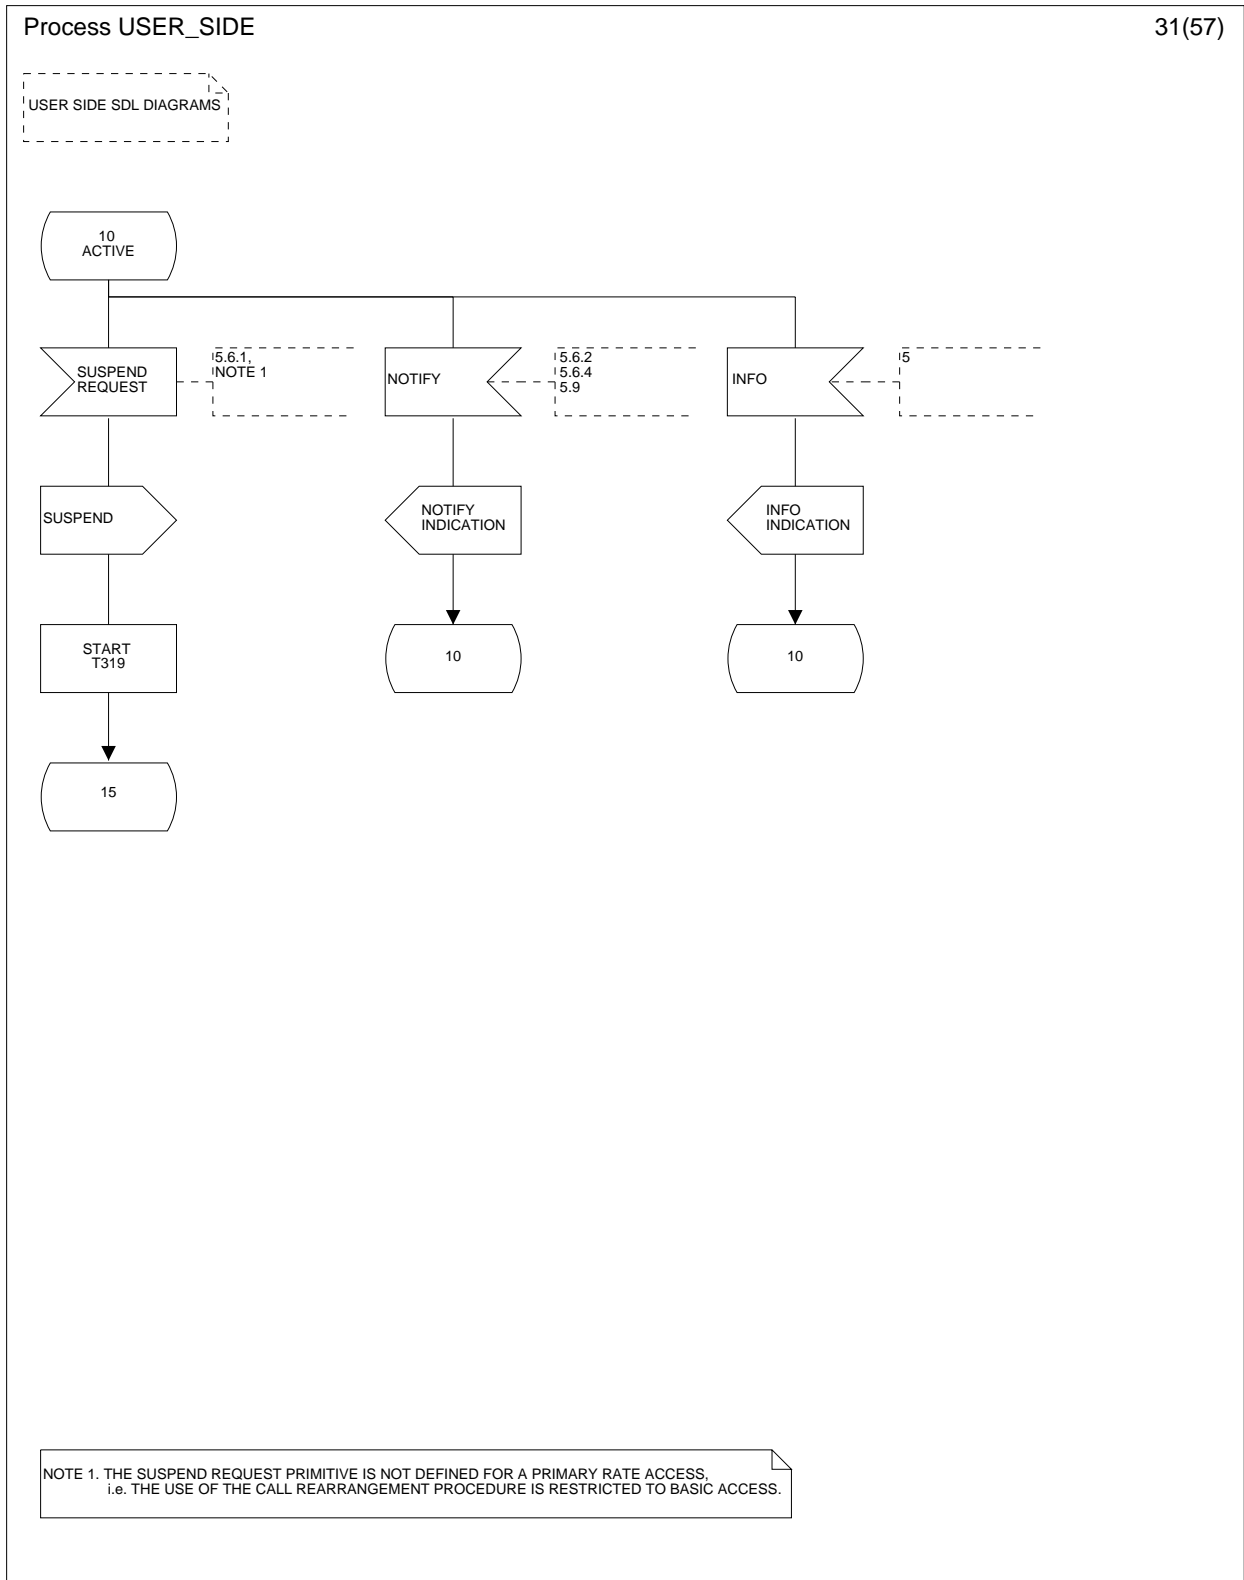 Process USER_SIDE
31(57)
USER SIDE SDL DIAGRAMS
10
ACTIVE
SUSPEND
REQUEST
5.6.1,
NOTE 1
NOTIFY
5.6.2
5.6.4
5.9
INFO
5
SUSPEND
NOTIFY
INDICATION
INFO
INDICATION
START
T319
10
10
15
NOTE 1. THE SUSPEND REQUEST PRIMITIVE IS NOT DEFINED FOR A PRIMARY RATE ACCESS,
i.e. THE USE OF THE CALL REARRANGEMENT PROCEDURE IS RESTRICTED TO BASIC ACCESS.